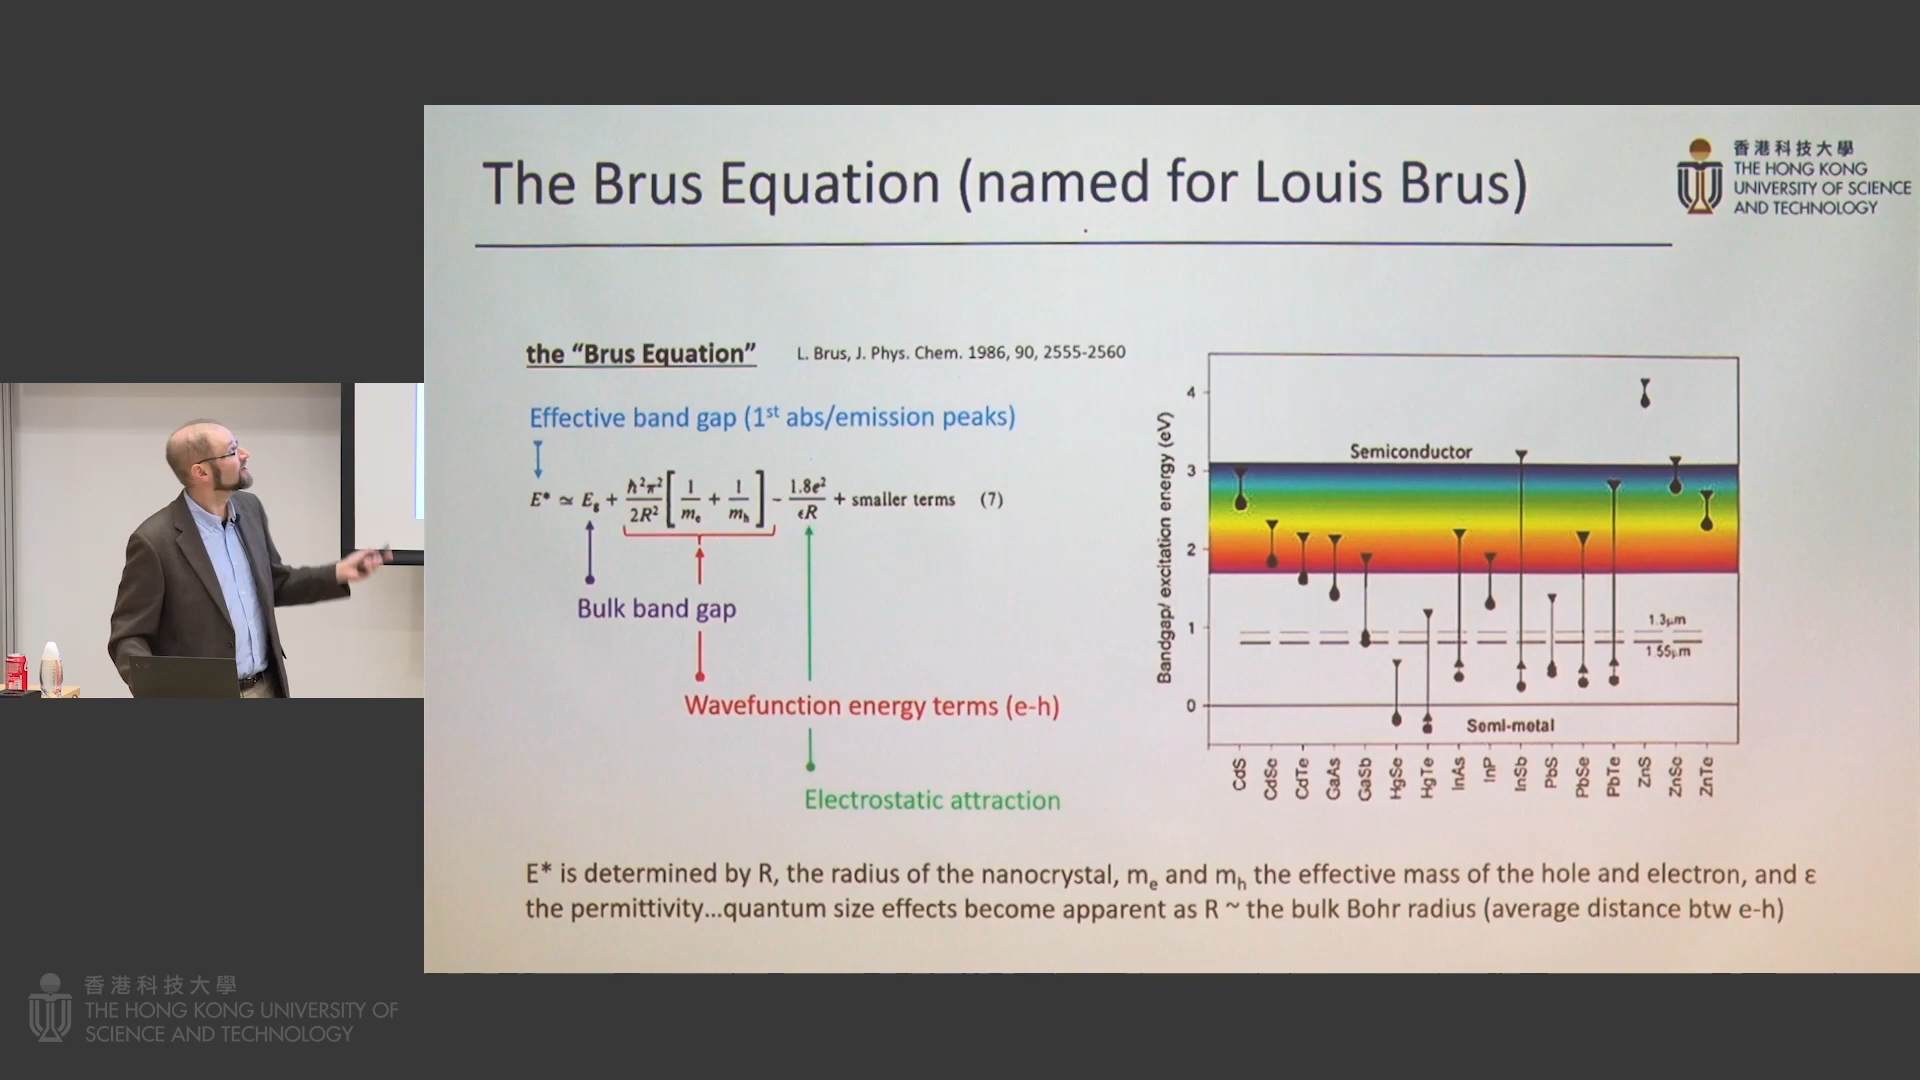 The Brus Equation (named for Louis Brus)
香港科技大學
THE HONG KONG
UNIVERSITY OF SCIENCE
AND TECHNOLOGY
the “Brus Equation”
L. Brus, J. Phys. Chem. 1986, 90, 2555-2560
Effective band gap (1st abs/emission peaks)
E* ≃ Eg + ħ²π²/2R² [1/me + 1/mh] - 1.8e²/ϵR + smaller terms (7)
Bulk band gap
Wavefunction energy terms (e-h)
Electrostatic attraction
Bandgap/ excitation energy (eV)
4
3
2
1
0
Semiconductor
1.3μm
1.55μm
Semi-metal
CdS
CdSe
CdTe
GaAs
GaSb
HgSe
HgTe
InAs
InP
InSb
PbS
PbSe
PbTe
ZnS
ZnSe
ZnTe
E* is determined by R, the radius of the nanocrystal, me and mh the effective mass of the hole and electron, and ε
the permittivity...quantum size effects become apparent as R ~ the bulk Bohr radius (average distance btw e-h)
香港科技大學
THE HONG KONG UNIVERSITY OF
SCIENCE AND TECHNOLOGY